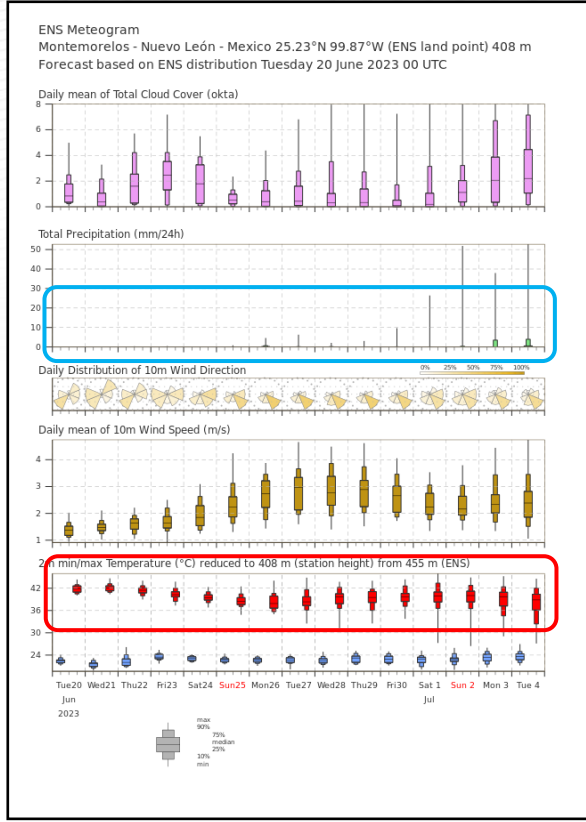 ENS Meteogram
Montemorelos - Nuevo León - Mexico 25.23°N 99.87°W (ENS land point) 408 m
Forecast based on ENS distribution Tuesday 20 June 2023 00 UTC
Daily mean of Total Cloud Cover (okta)
8
6
4
2
0
Total Precipitation (mm/24h)
50
40
30
20
10
0
Daily Distribution of 10m Wind Direction
0% 25% 50% 75% 100%
Daily mean of 10m Wind Speed (m/s)
4
3
2
1
min/max Temperature (°C) reduced to 408 m (station height) from 455 m (ENS)
42
36
30
24
Tue20 Wed21 Thu22 Fri23 Sat24 Sun25 Mon26 Tue27 Wed28 Thu29 Fri30 Sat 1 Sun 2 Mon 3 Tue 4
Jun Jul
2023
max
90%
75%
median
25%
10%
min